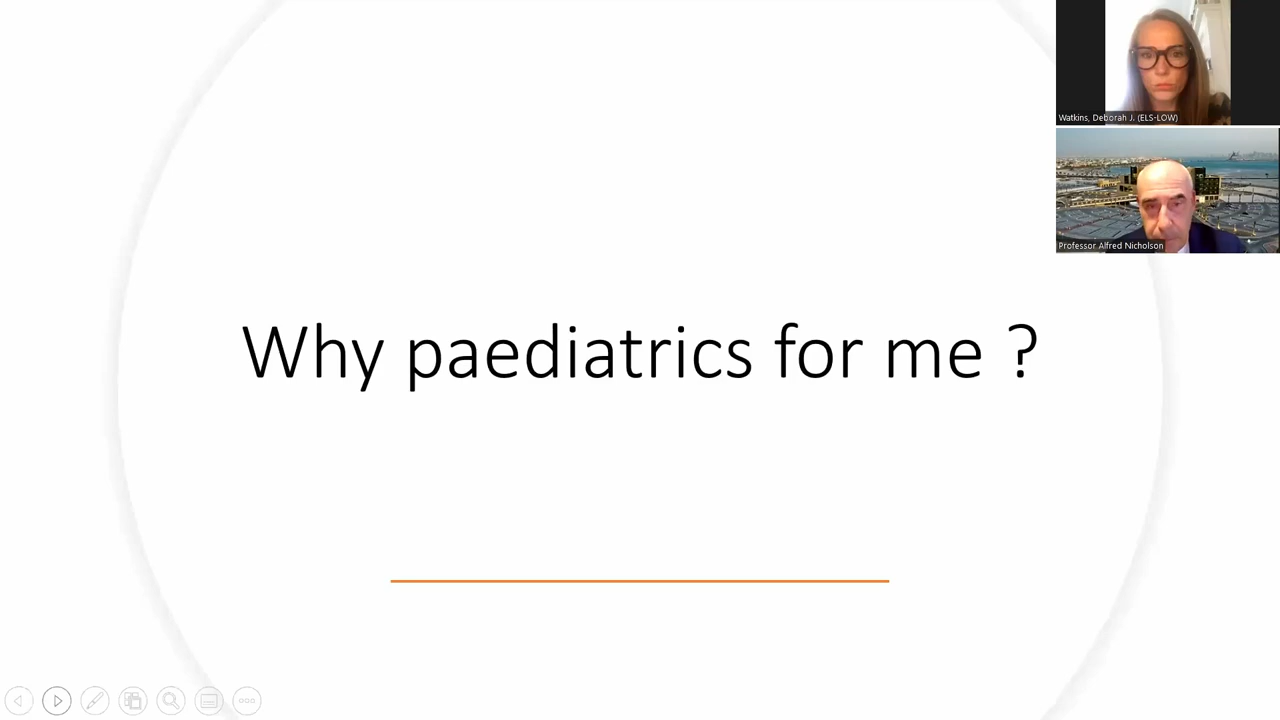 Watkins, Deborah J. (ELS-LOW)
Professor Alfred Nicholson
Why paediatrics for me ?